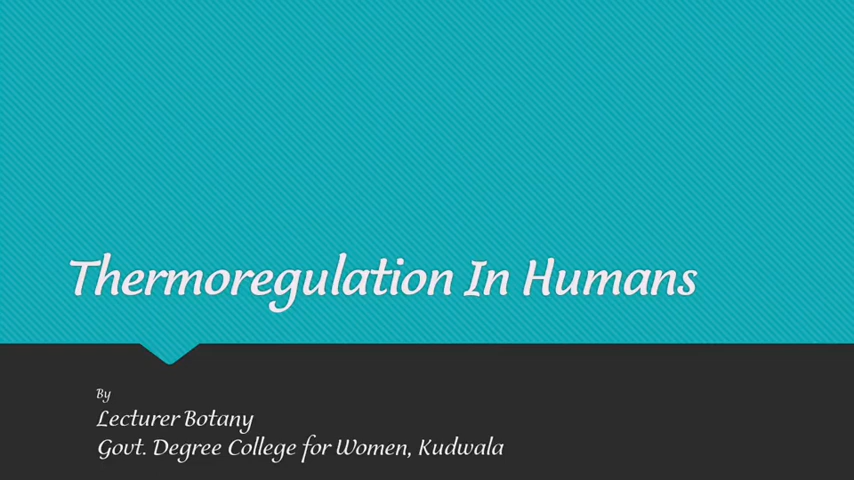 Thermoregulation In Humans
By
Lecturer Botany
Govt. Degree College for Women, Kudwala